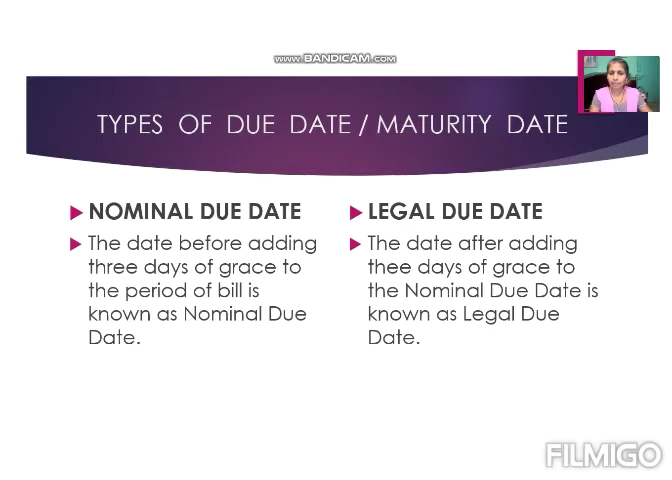 www.BANDICAM.com
TYPES OF DUE DATE / MATURITY DATE
NOMINAL DUE DATE
The date before adding
three days of grace to
the period of bill is
known as Nominal Due
Date.
LEGAL DUE DATE
The date after adding
thee days of grace to
the Nominal Due Date is
known as Legal Due
Date.
FILMIGO